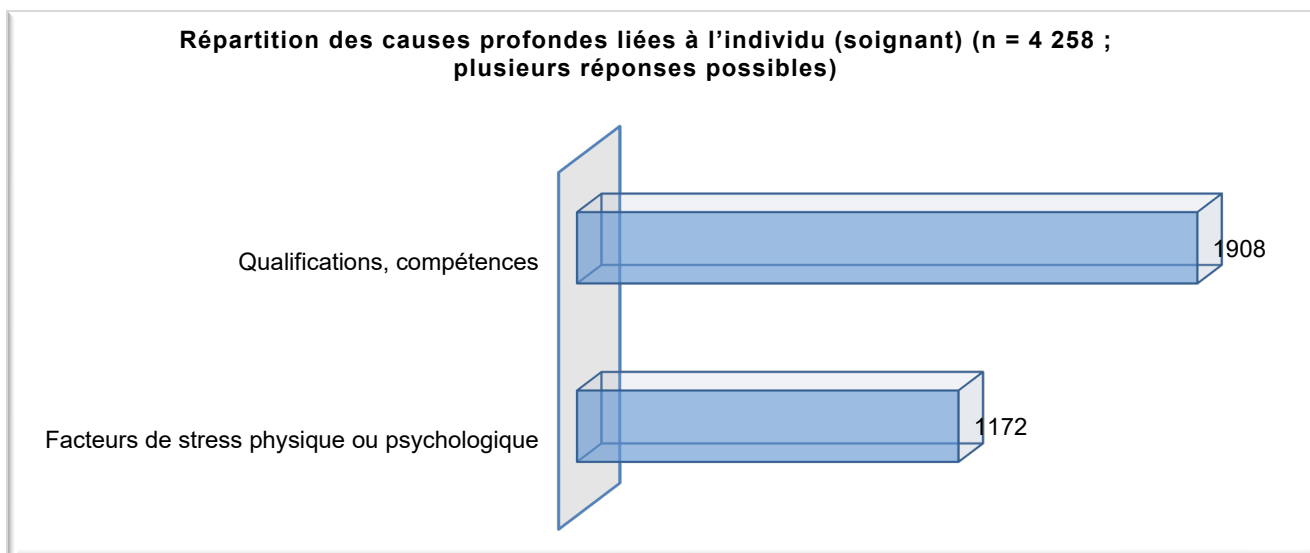 Répartition des causes profondes liées à l’individu (soignant) (n = 4 258 ;
plusieurs réponses possibles)
Qualifications, compétences
1908
Facteurs de stress physique ou psychologique
1172